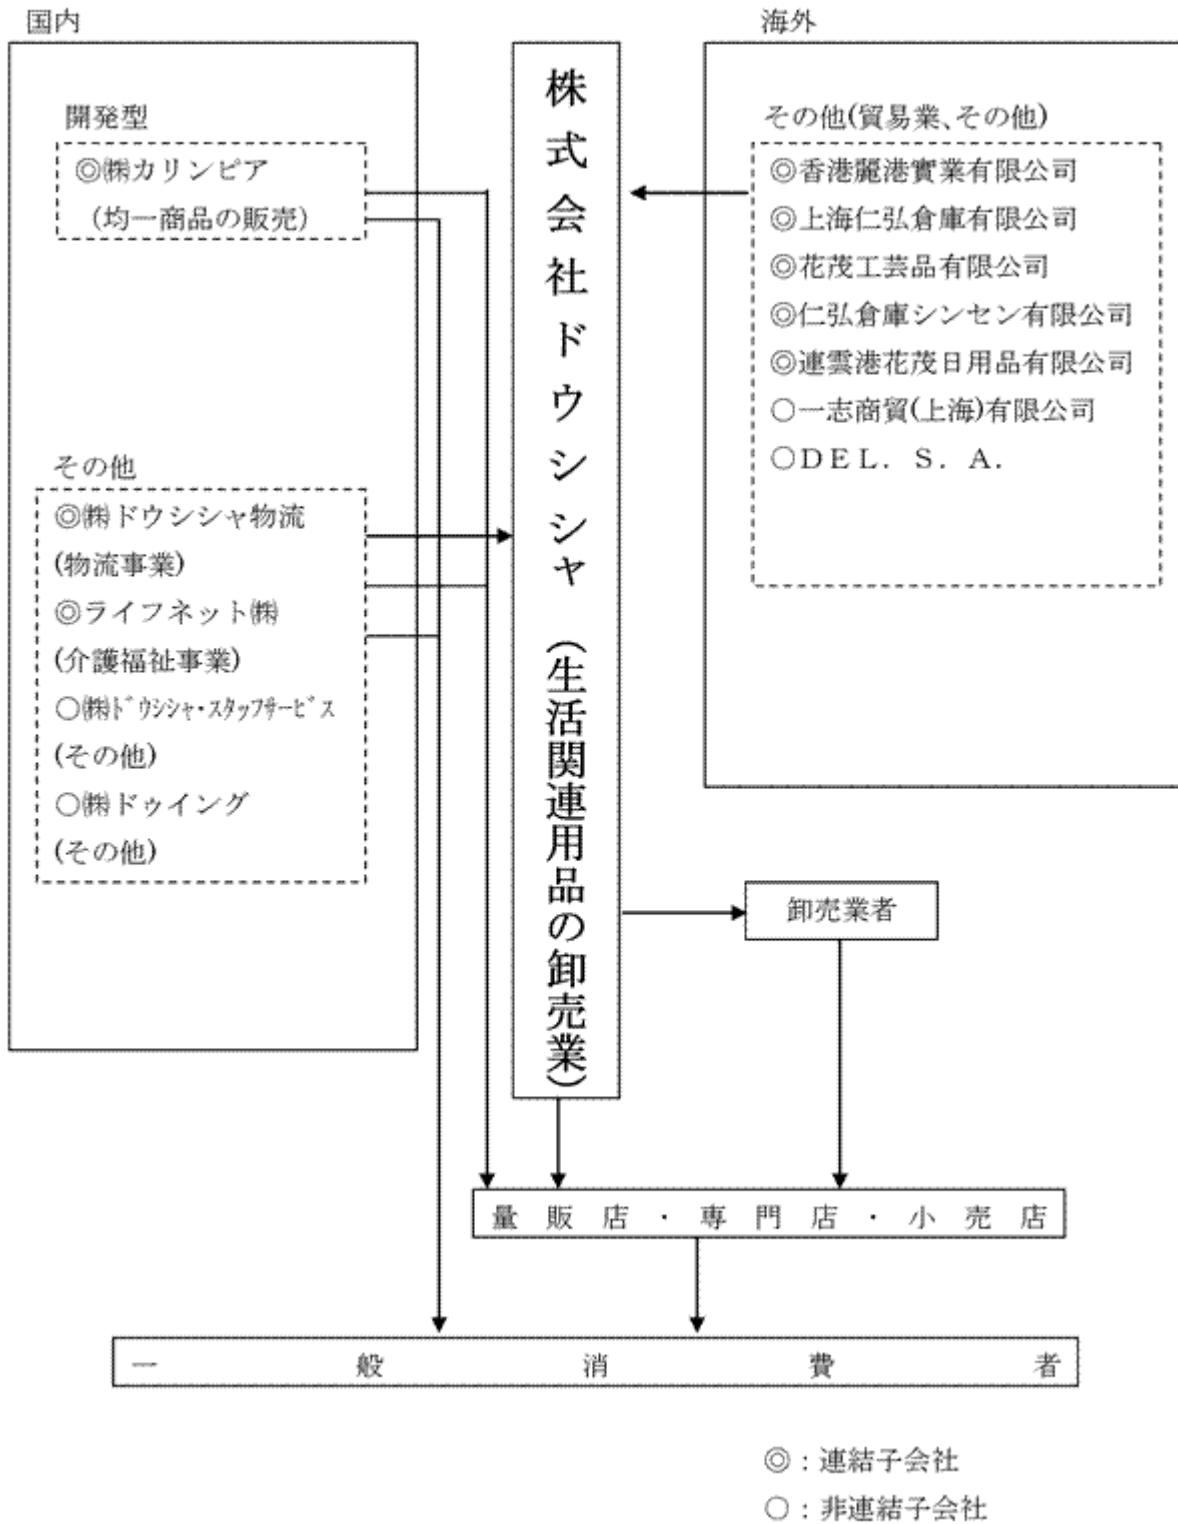 国内
開発型
◎㈱カリンピア
（均一商品の販売）
その他
◎㈱ドウシシャ物流
(物流事業)
◎ライフネット㈱
(介護福祉事業)
○㈱ﾄﾞｳｼｼｬ・ｽﾀｯﾌｻｰﾋﾞｽ
(その他)
○㈱ドゥイング
(その他)
株式会社ドウシシャ（生活関連用品の卸売業）
海外
その他(貿易業、その他)
◎香港麗港實業有限公司
◎上海仁弘倉庫有限公司
◎花茂工芸品有限公司
◎仁弘倉庫シンセン有限公司
◎連雲港花茂日用品有限公司
○一志商貿(上海)有限公司
○ＤＥＬ．Ｓ．Ａ．
卸売業者
量販店・専門店・小売店
一般消費者
◎：連結子会社
○：非連結子会社